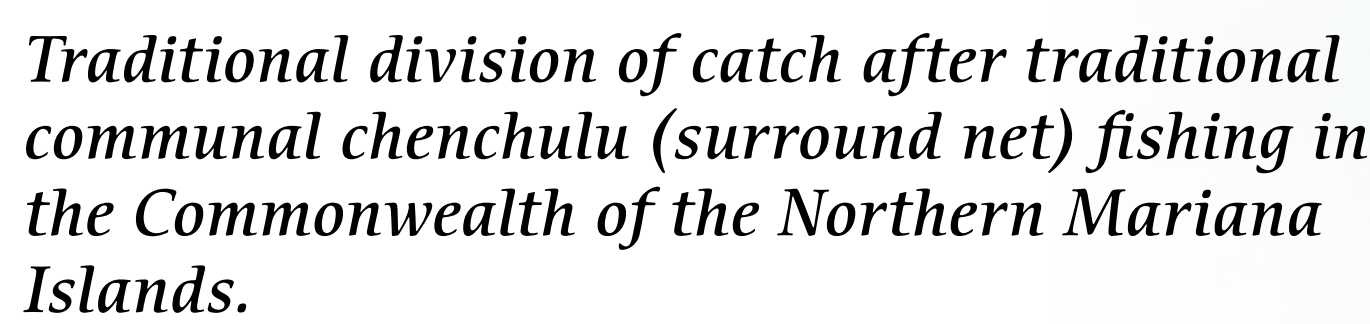 Traditional division of catch after traditional
communal chenchulu (surround net) fishing in
the Commonwealth of the Northern Mariana
Islands.